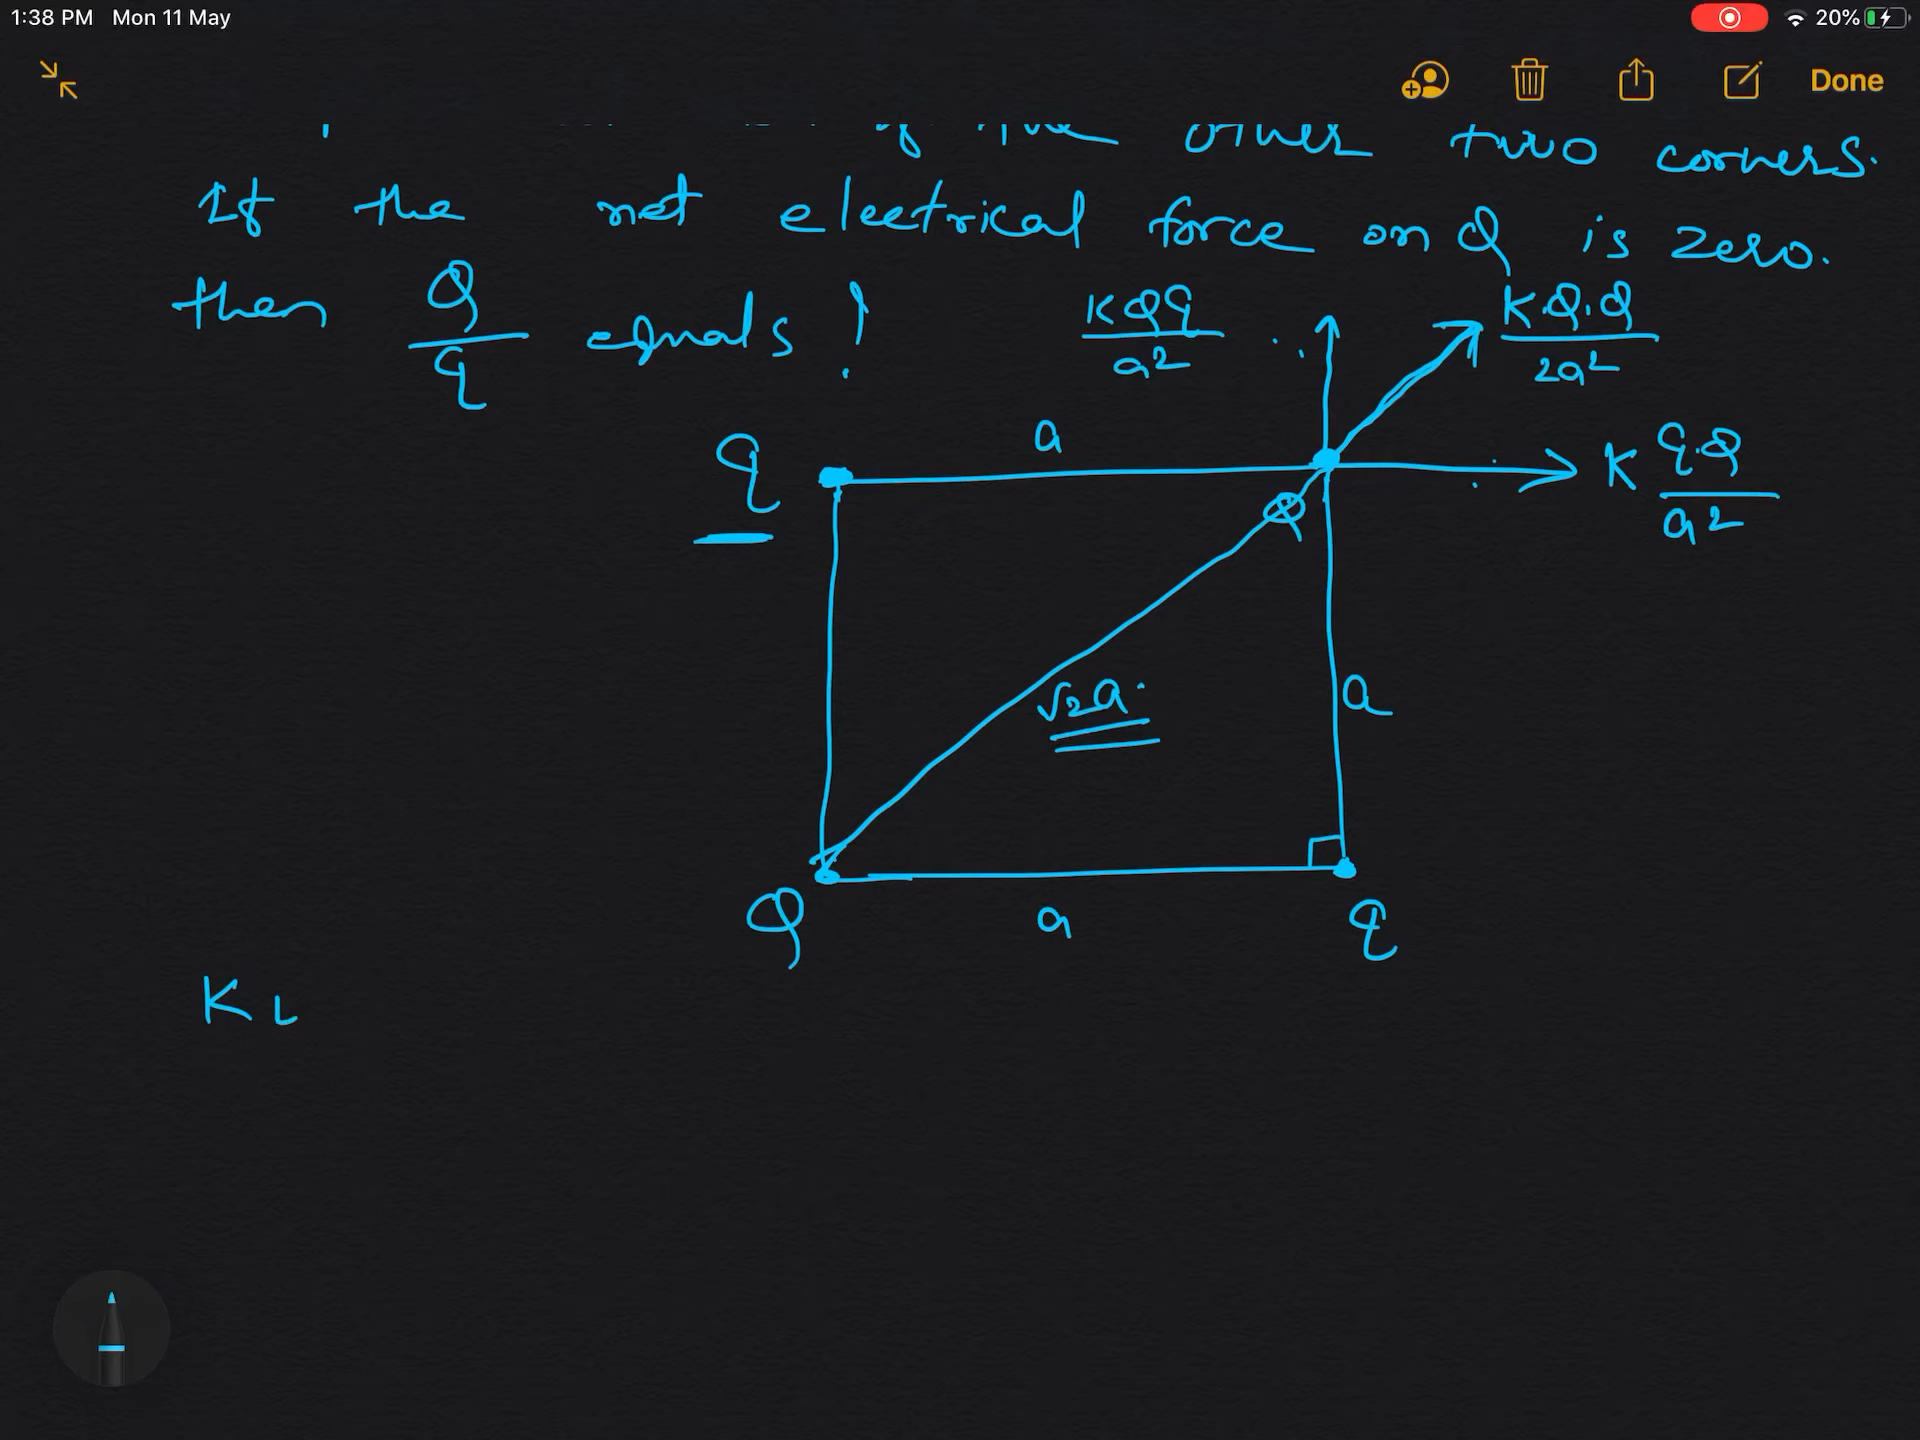 1:38 PM Mon 11 May
20%
Done
the other two corners.
If the net electrical force on Q is zero.
then Q/q equals?
KQq/a² K.Q.Q/2a²
q a
K q.Q/a²
Q
√2a a
Q a q
K